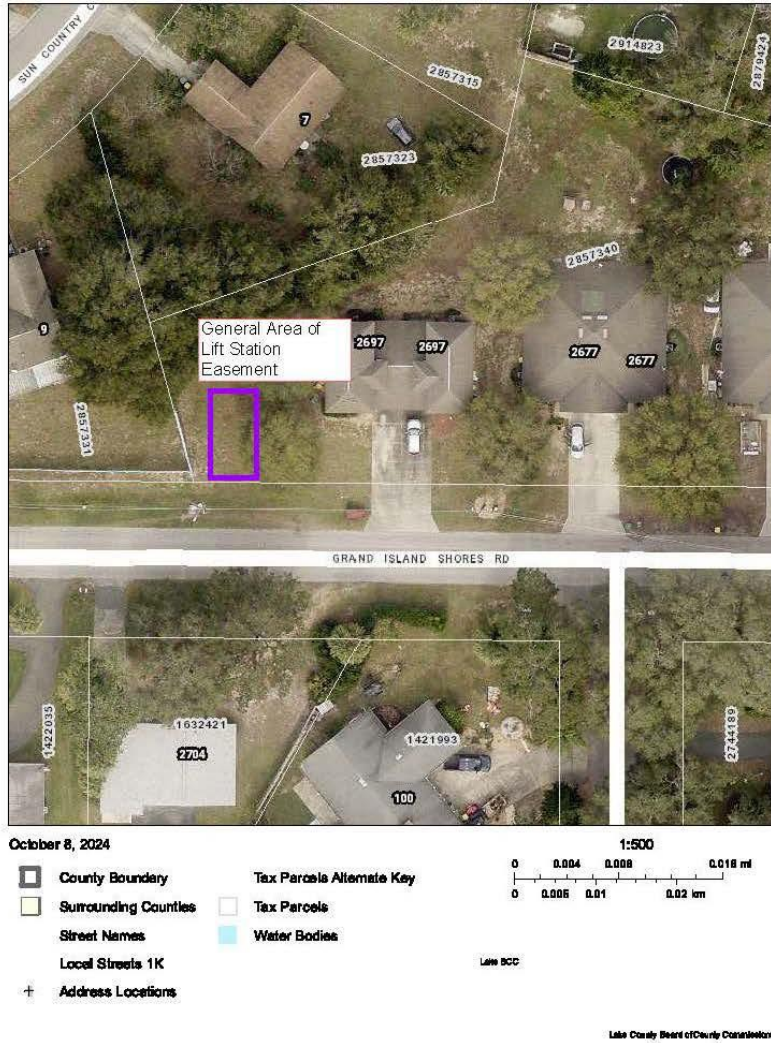 SUN COUNTRY C
7
2857315
2914823
2879424
2857323
2857340
9
General Area of
Lift Station
Easement
2697
2697
2677
2677
2857331
GRAND ISLAND SHORES RD
1422035
1632421
2704
1421993
100
2744189
October 8, 2024
1:500
0 0.004 0.008 0.016 mi
0 0.005 0.01 0.02 km
County Boundary
Surrounding Counties
Street Names
Local Streets 1K
Address Locations
Tax Parcels Alternate Key
Tax Parcels
Water Bodies
Lake BCC
Lake County Board of County Commission